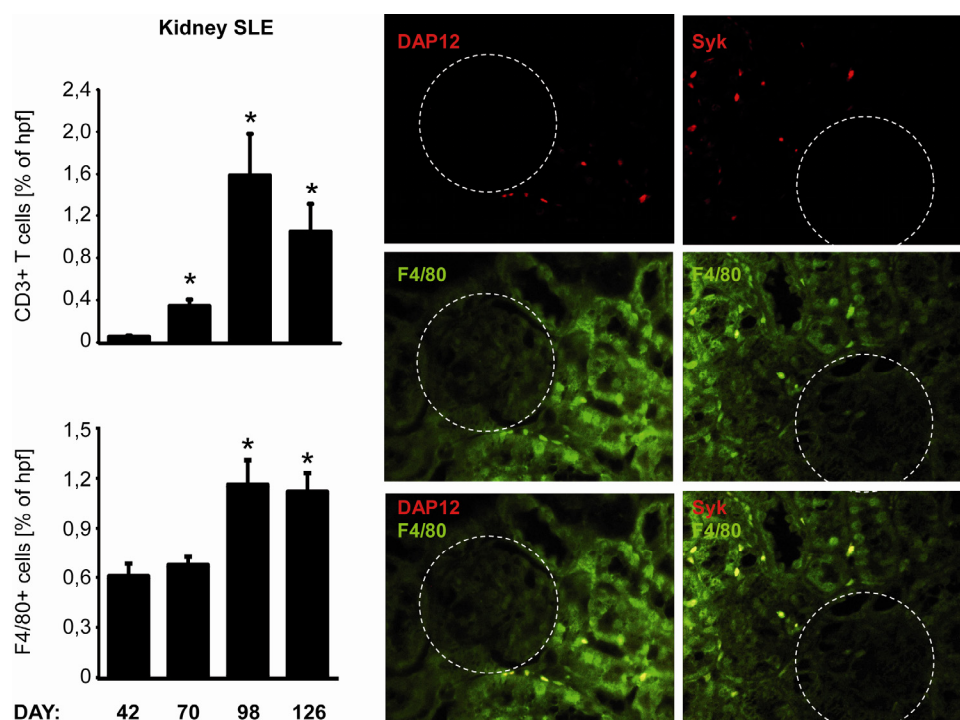 Kidney SLE
CD3+ T cells [% of hpf]
2,4
2,0
1,6
1,2
0,8
0,4
0
*
*
*
F4/80+ cells [% of hpf]
1,5
1,2
0,9
0,6
0,3
0
*
*
DAY: 42 70 98 126
DAP12
Syk
F4/80
F4/80
DAP12
F4/80
Syk
F4/80